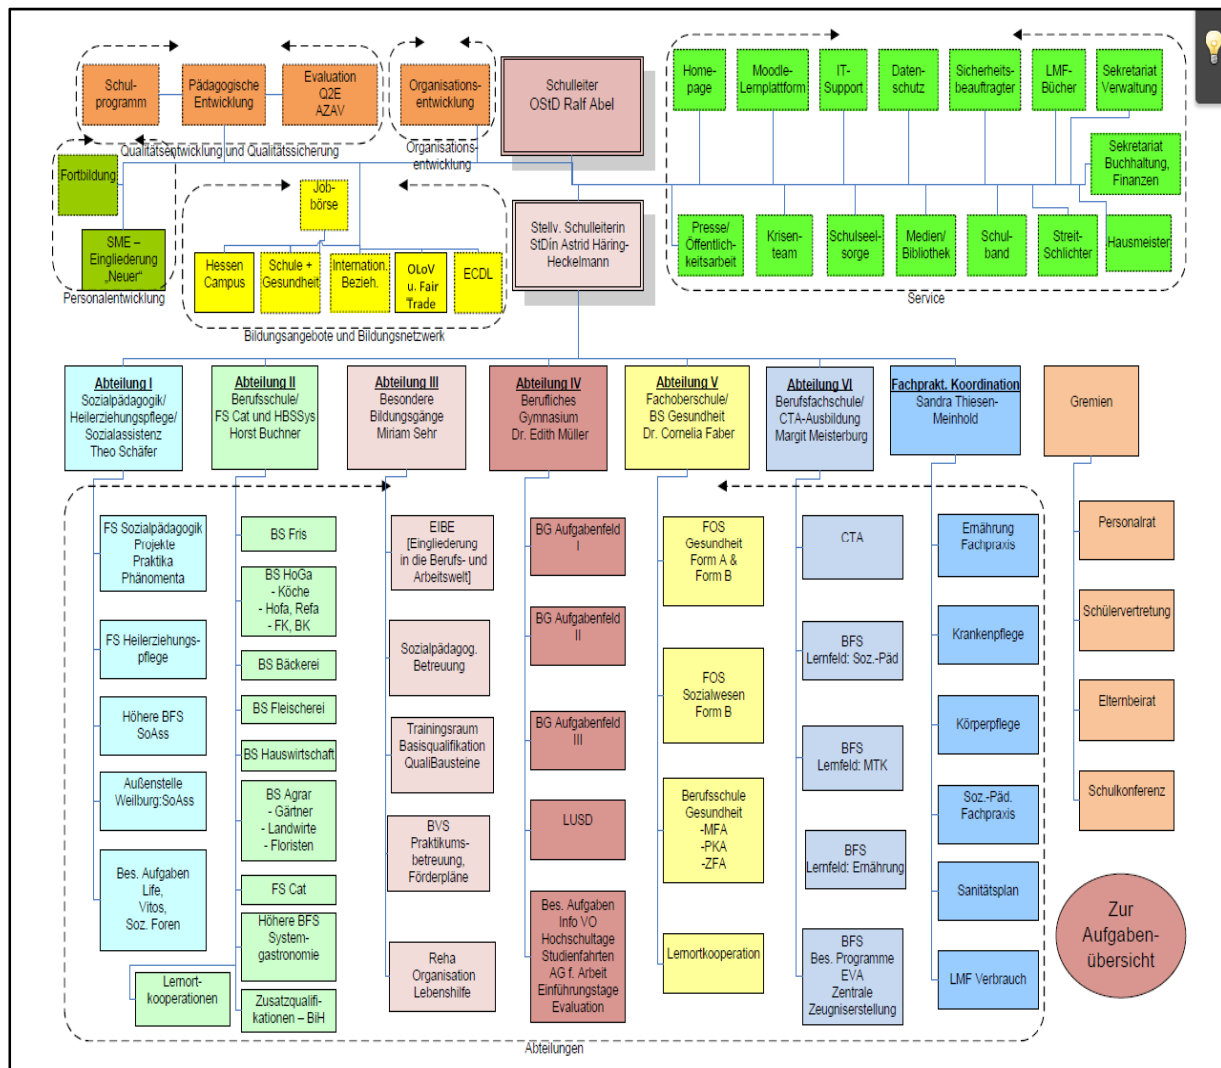 Schul-
programm
Pädagogische
Entwicklung
Evaluation
Q2E
AZAV
Qualitätsentwicklung und Qualitätssicherung
Organisations-
entwicklung
Organisations-
entwicklung
Schulleiter
OStD Ralf Abel
Home-
page
Moodle-
Lernplattform
IT-
Support
Daten-
schutz
Sicherheits-
beauftragter
LMF-
Bücher
Sekretariat
Verwaltung
Sekretariat
Buchhaltung,
Finanzen
Presse/
Öffentlich-
keitsarbeit
Krisen-
team
Schulseel-
sorge
Medien/
Bibliothek
Schul-
band
Streit-
Schlichter
Hausmeister
Service
Fortbildung
SME –
Eingliederung
„Neuer“
Personalentwicklung
Job-
börse
Hessen
Campus
Schule +
Gesundheit
Internation.
Bezieh.
OLoV
u. Fair
Trade
ECDL
Bildungsangebote und Bildungsnetzwerk
Stellv. Schulleiterin
StDin Astrid Häring-
Heckelmann
Abteilung I
Sozialpädagogik/
Heilerziehungspflege/
Sozialassistenz
Theo Schäfer
Abteilung II
Berufsschule/
FS Cat und HBSSys
Horst Buchner
Abteilung III
Besondere
Bildungsgänge
Miriam Sehr
Abteilung IV
Berufliches
Gymnasium
Dr. Edith Müller
Abteilung V
Fachoberschule/
BS Gesundheit
Dr. Cornelia Faber
Abteilung VI
Berufsfachschule/
CTA-Ausbildung
Margit Meisterburg
Fachprakt. Koordination
Sandra Thiesen-
Meinhold
Gremien
FS Sozialpädagogik
Projekte
Praktika
Phänomenta
FS Heilerziehungs-
pflege
Höhere BFS
SoAss
Außenstelle
Weilburg:SoAss
Bes. Aufgaben
Life,
Vitos,
Soz. Foren
BS Fris
BS HoGa
- Köche
- Hofa, Refa
- FK, BK
BS Bäckerei
BS Fleischerei
BS Hauswirtschaft
BS Agrar
- Gärtner
- Landwirte
- Floristen
FS Cat
Höhere BFS
System-
gastronomie
Lernort-
kooperationen
Zusatzqualifi-
kationen – BiH
EIBE
[Eingliederung
in die Berufs- und
Arbeitswelt]
Sozialpädagog.
Betreuung
Trainingsraum
Basisqualifikation
QualiBausteine
BVS
Praktikums-
betreuung,
Förderpläne
Reha
Organisation
Lebenshilfe
BG Aufgabenfeld
I
BG Aufgabenfeld
II
BG Aufgabenfeld
III
LUSD
Bes. Aufgaben
Info VO
Hochschultage
Studienfahrten
AG f. Arbeit
Einführungstage
Evaluation
FOS
Gesundheit
Form A &
Form B
FOS
Sozialwesen
Form B
Berufsschule
Gesundheit
-MFA
-PKA
-ZFA
Lernortkooperation
CTA
BFS
Lernfeld: Soz.-Päd
BFS
Lernfeld: MTK
BFS
Lernfeld: Ernährung
BFS
Bes. Programme
EVA
Zentrale
Zeugniserstellung
Ernährung
Fachpraxis
Krankenpflege
Körperpflege
Soz.-Päd.
Fachpraxis
Sanitätsplan
LMF Verbrauch
Personalrat
Schülervertretung
Elternbeirat
Schulkonferenz
Zur
Aufgaben-
übersicht
Abteilungen